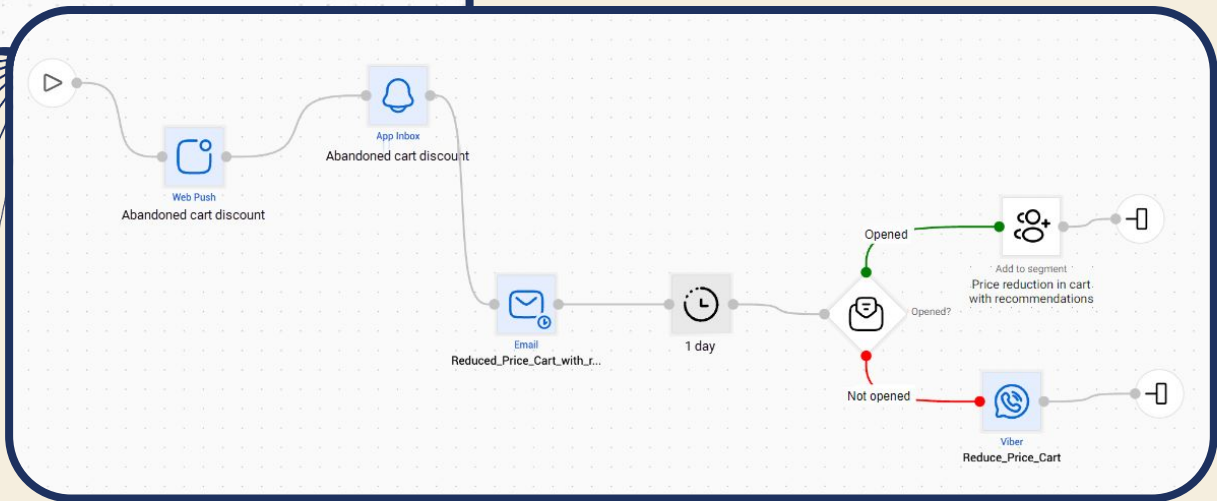 Web Push
Abandoned cart discount
App Inbox
Abandoned cart discount
Email
Reduced_Price_Cart_with_r...
1 day
Opened?
Opened
Add to segment
Price reduction in cart
with recommendations
Not opened
Viber
Reduce_Price_Cart